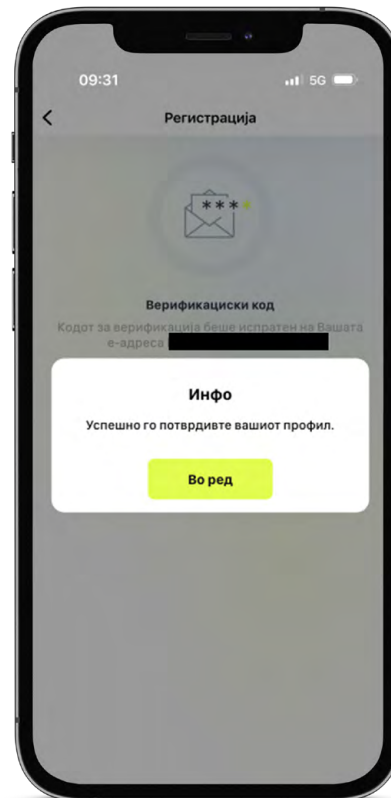 09:31
5G
Регистрација
****
Верификациски код
Кодот за верификација беше испратен на Вашата
е-адреса
Инфо
Успешно го потврдивте вашиот профил.
Во ред